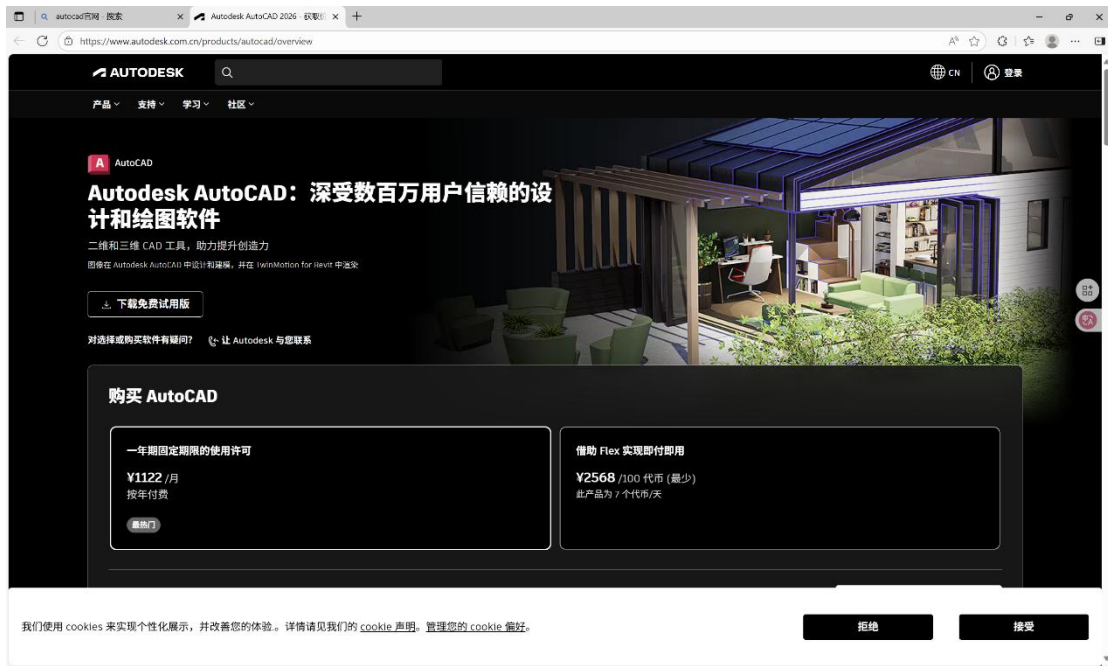 autocad官网 - 搜索
Autodesk AutoCAD 2026 - 获取
https://www.autodesk.com.cn/products/autocad/overview
AUTODESK
CN
登录
产品 支持 学习 社区
A AutoCAD
Autodesk AutoCAD：深受数百万用户信赖的设
计和绘图软件
二维和三维 CAD 工具，助力提升创造力
图像在 Autodesk AutoCAD 中设计和建模，并在 TwinMotion for Revit 中渲染
下载免费试用版
对选择或购买软件有疑问? 让 Autodesk 与您联系
购买 AutoCAD
一年期固定期限的使用许可
¥1122 /月
按年付费
最热门
借助 Flex 实现即付即用
¥2568 /100 代币 (最少)
此产品为 7 个代币/天
我们使用 cookies 来实现个性化展示，并改善您的体验.。详情请见我们的 cookie 声明。管理您的 cookie 偏好。
拒绝
接受